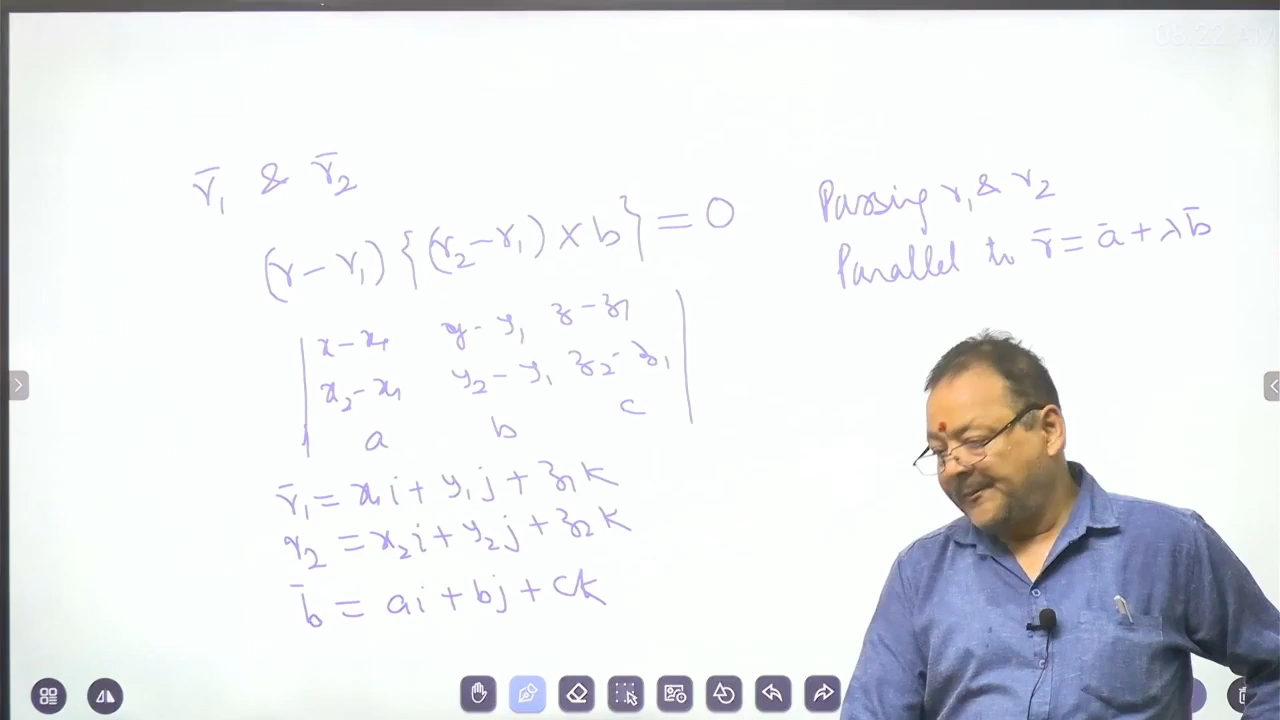 r̄₁ & r̄₂
(r − r₁) {(r₂ − r₁) × b} = 0
| x − x₁ y − y₁ z − z₁ |
| x₂ − x₁ y₂ − y₁ z₂ − z₁ |
| a b c |
r̄₁ = x₁i + y₁j + z₁k
r₂ = x₂i + y₂j + z₂k
b̄ = ai + bj + ck
Passing r₁ & r₂
Parallel to r̄ = ā + λb̄